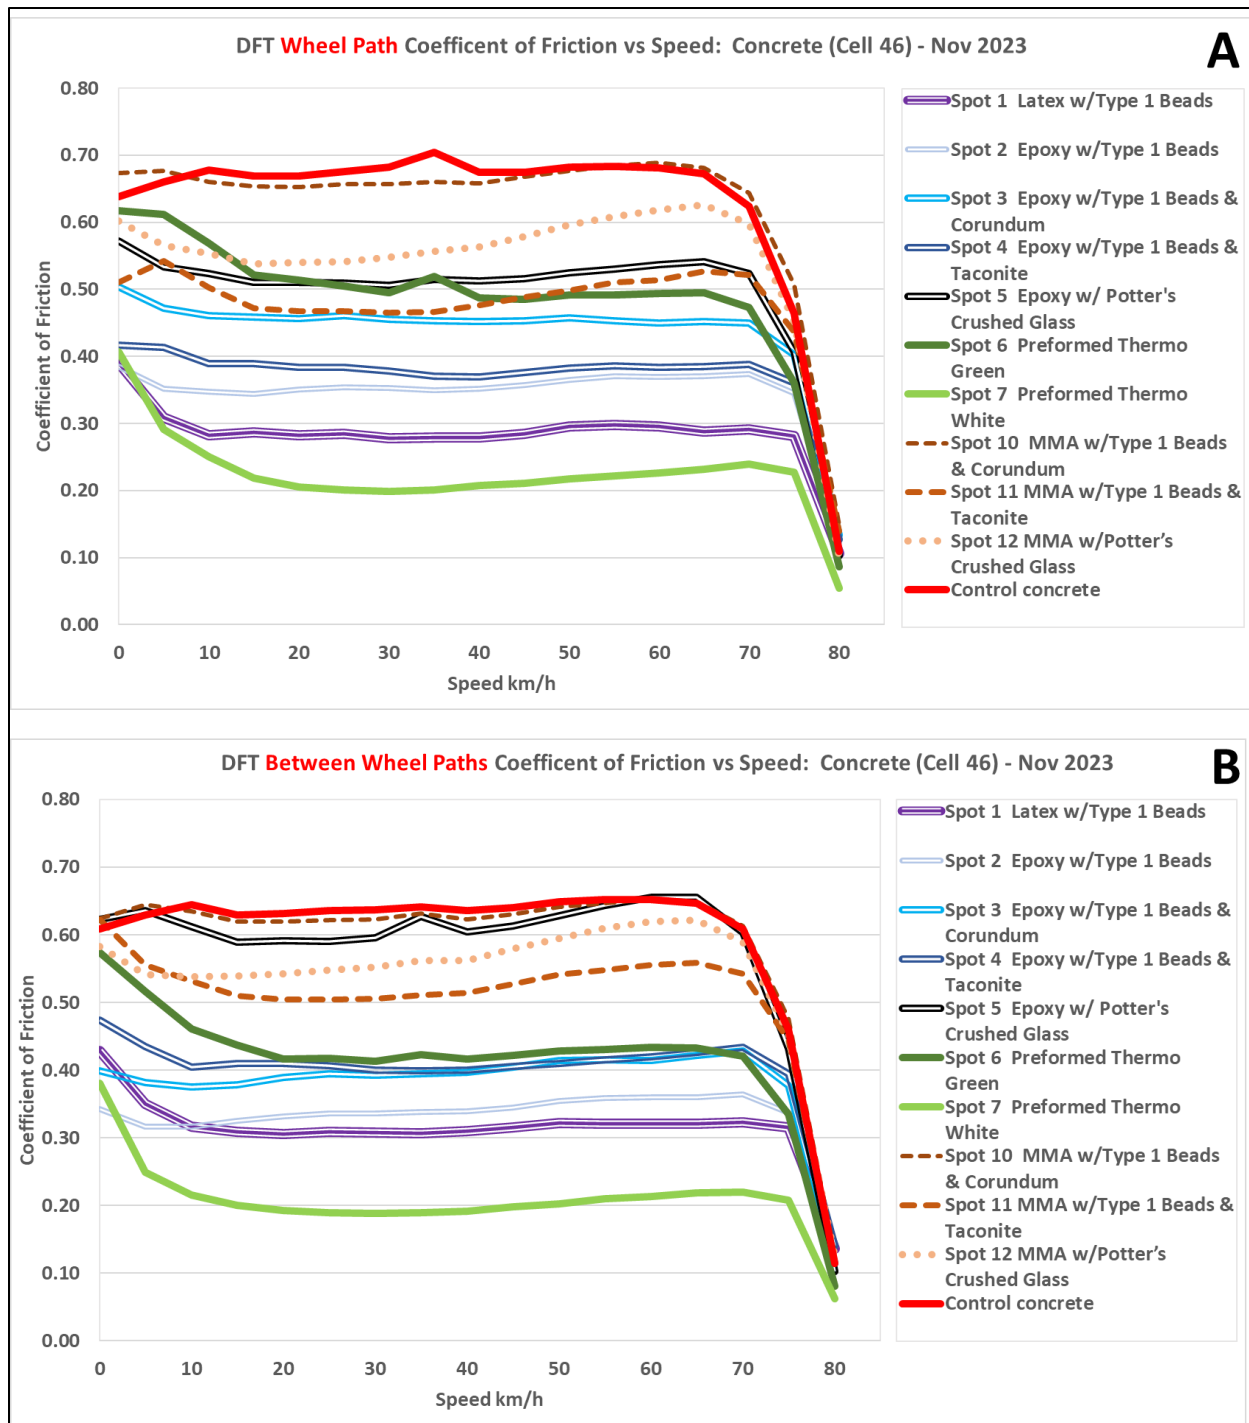 DFT Wheel Path Coefficent of Friction vs Speed: Concrete (Cell 46) - Nov 2023
A
0.80
0.70
0.60
0.50
0.40
0.30
0.20
0.10
0.00
Coefficient of Friction
0 10 20 30 40 50 60 70 80
Speed km/h
Spot 1 Latex w/Type 1 Beads
Spot 2 Epoxy w/Type 1 Beads
Spot 3 Epoxy w/Type 1 Beads &
Corundum
Spot 4 Epoxy w/Type 1 Beads &
Taconite
Spot 5 Epoxy w/ Potter's
Crushed Glass
Spot 6 Preformed Thermo
Green
Spot 7 Preformed Thermo
White
Spot 10 MMA w/Type 1 Beads
& Corundum
Spot 11 MMA w/Type 1 Beads &
Taconite
Spot 12 MMA w/Potter’s
Crushed Glass
Control concrete
DFT Between Wheel Paths Coefficent of Friction vs Speed: Concrete (Cell 46) - Nov 2023
B
0.80
0.70
0.60
0.50
0.40
0.30
0.20
0.10
0.00
Coefficient of Friction
0 10 20 30 40 50 60 70 80
Speed km/h
Spot 1 Latex w/Type 1 Beads
Spot 2 Epoxy w/Type 1 Beads
Spot 3 Epoxy w/Type 1 Beads &
Corundum
Spot 4 Epoxy w/Type 1 Beads &
Taconite
Spot 5 Epoxy w/ Potter's
Crushed Glass
Spot 6 Preformed Thermo
Green
Spot 7 Preformed Thermo
White
Spot 10 MMA w/Type 1 Beads
& Corundum
Spot 11 MMA w/Type 1 Beads &
Taconite
Spot 12 MMA w/Potter’s
Crushed Glass
Control concrete